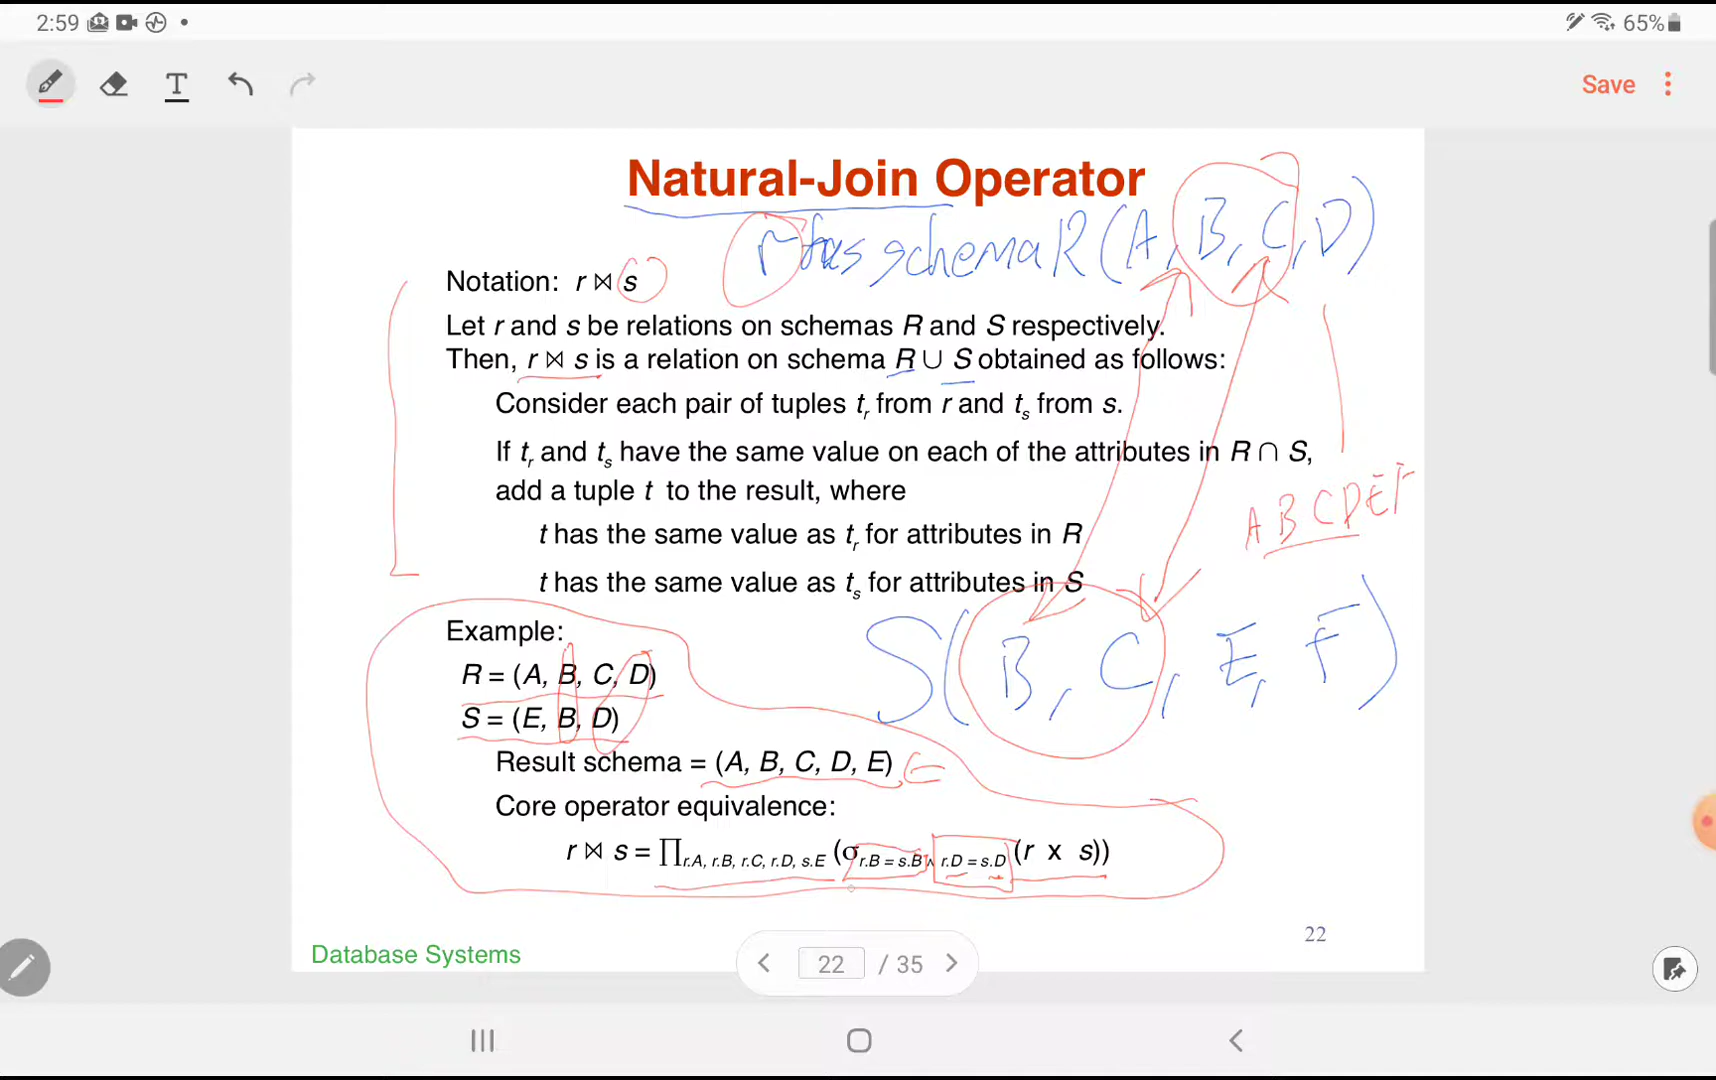 2:59
65%
T
Save
Natural-Join Operator
r has schema R (A, B, C, D)
Notation: r ⋈ s
Let r and s be relations on schemas R and S respectively.
Then, r ⋈ s is a relation on schema R ∪ S obtained as follows:
Consider each pair of tuples tr from r and ts from s.
If tr and ts have the same value on each of the attributes in R ∩ S,
add a tuple t to the result, where
A B C D E F
t has the same value as tr for attributes in R
t has the same value as ts for attributes in S
S(B, C, E, F)
Example:
R = (A, B, C, D)
S = (E, B, D)
Result schema = (A, B, C, D, E) E
Core operator equivalence:
r ⋈ s = ∏r.A, r.B, r.C, r.D, s.E (σr.B = s.B ∧ r.D = s.D (r x s))
22
Database Systems
22 / 35